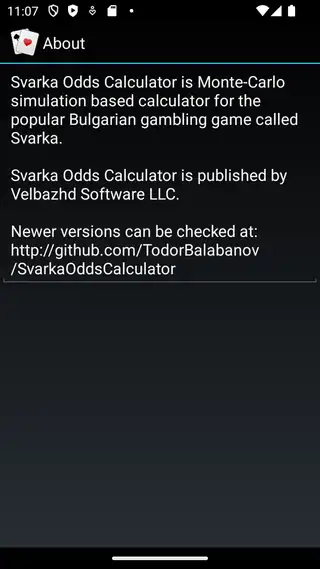 11:07
About
Svarka Odds Calculator is Monte-Carlo
simulation based calculator for the
popular Bulgarian gambling game called
Svarka.
Svarka Odds Calculator is published by
Velbazhd Software LLC.
Newer versions can be checked at:
http://github.com/TodorBalabanov
/SvarkaOddsCalculator